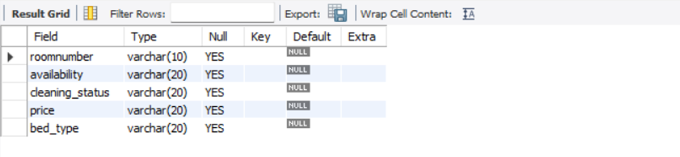 Result Grid Filter Rows: Export: Wrap Cell Content: IA
Field Type Null Key Default Extra
roomnumber varchar(10) YES NULL
availability varchar(20) YES NULL
cleaning_status varchar(20) YES NULL
price varchar(20) YES NULL
bed_type varchar(20) YES NULL